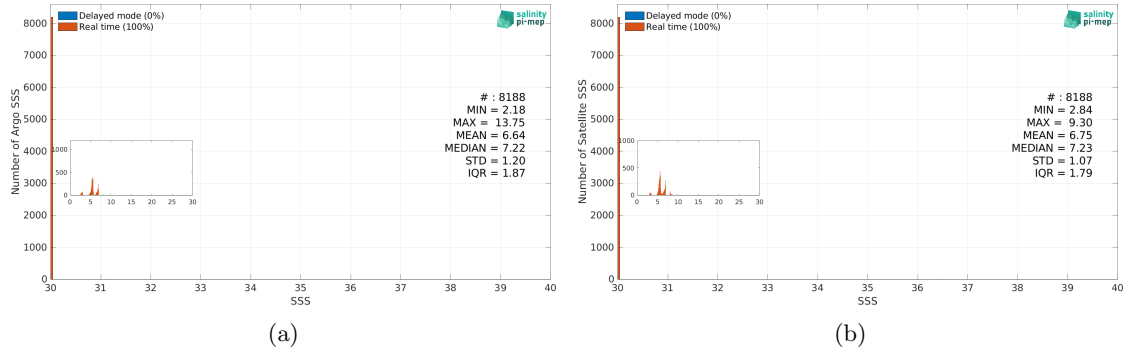 Delayed mode (0%)
Real time (100%)
salinity
pi-mep
Number of Argo SSS
8000
7000
6000
5000
4000
3000
2000
1000
0
# : 8188
MIN = 2.18
MAX = 13.75
MEAN = 6.64
MEDIAN = 7.22
STD = 1.20
IQR = 1.87
1000
500
0
0 5 10 15 20 25 30
30 31 32 33 34 35 36 37 38 39 40
SSS
(a)
Delayed mode (0%)
Real time (100%)
salinity
pi-mep
Number of Satellite SSS
8000
7000
6000
5000
4000
3000
2000
1000
0
# : 8188
MIN = 2.84
MAX = 9.30
MEAN = 6.75
MEDIAN = 7.23
STD = 1.07
IQR = 1.79
1000
500
0
0 5 10 15 20 25 30
30 31 32 33 34 35 36 37 38 39 40
SSS
(b)